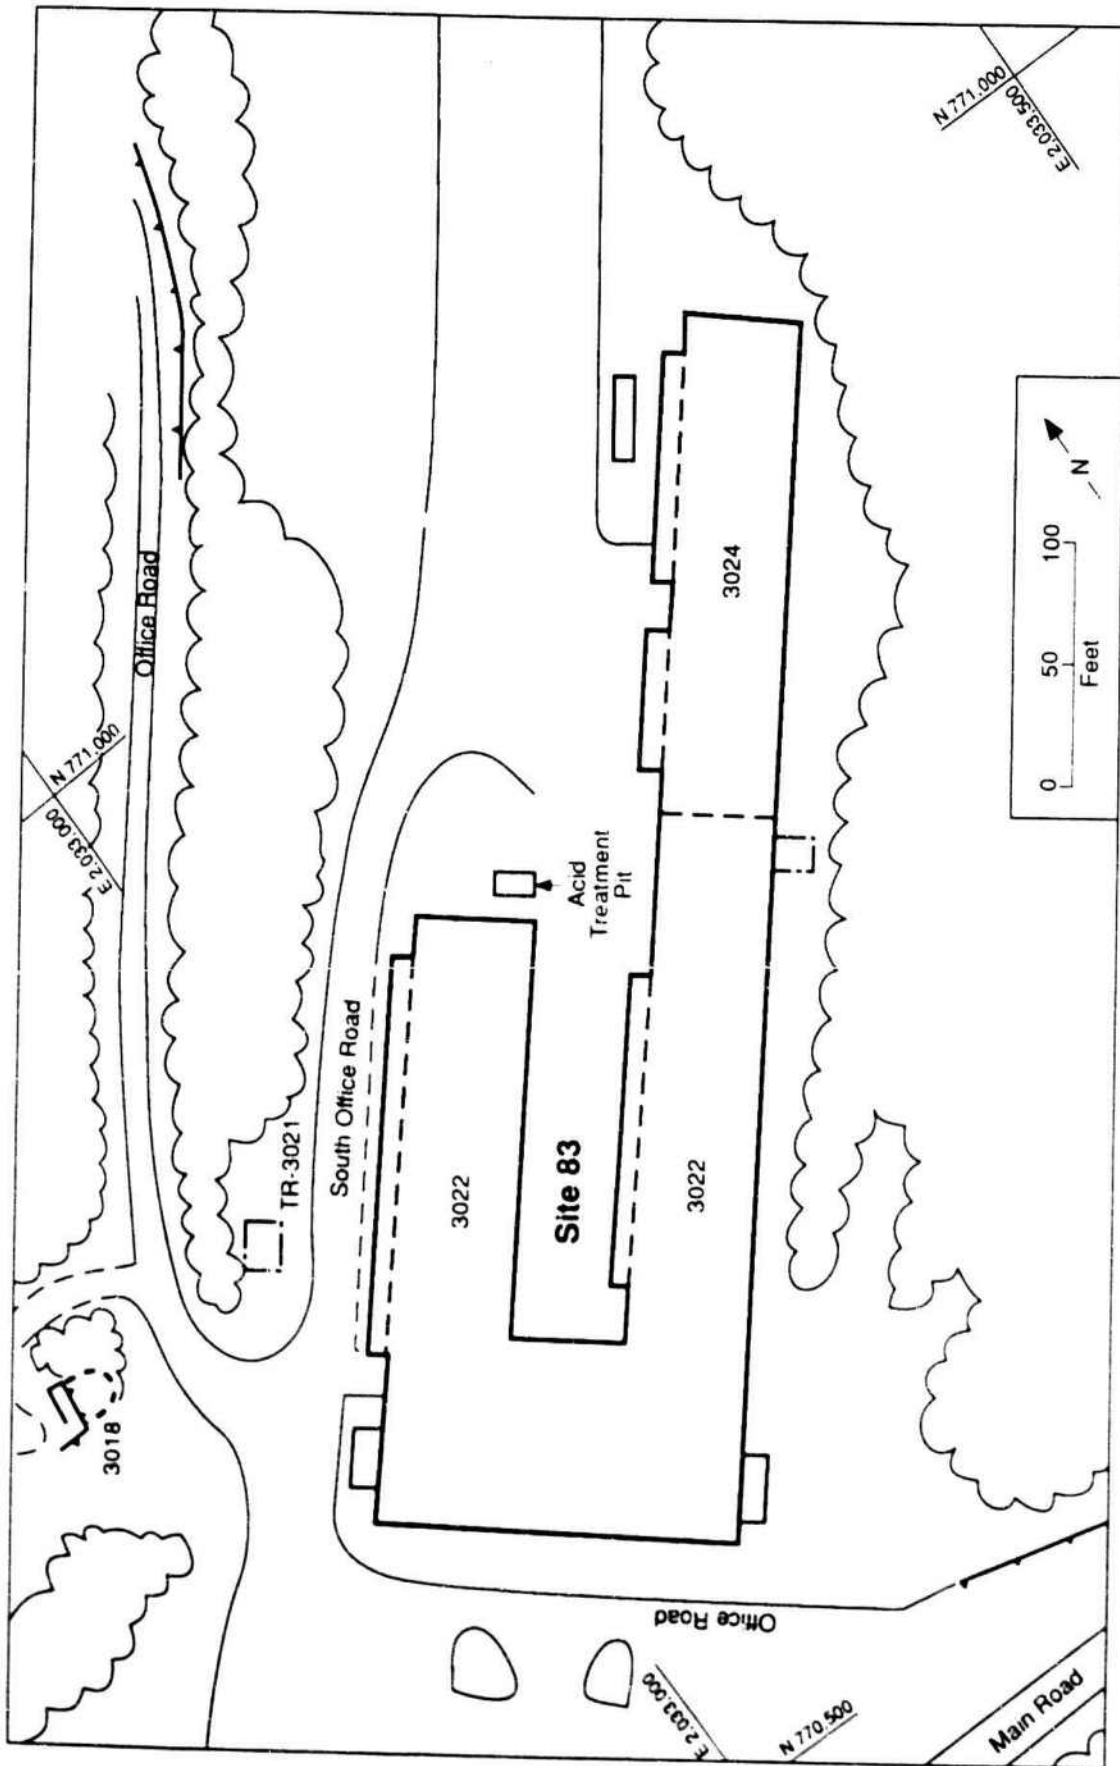 N 771,000
E 2,033,500
Office Road
N 771,000
E 2,033,000
3024
N
0 50 100
Feet
Acid
Treatment
Pit
South Office Road
TR-3021
3022
Site 83
3022
3018
Office Road
E 2,033,000
N 770,500
Main Road